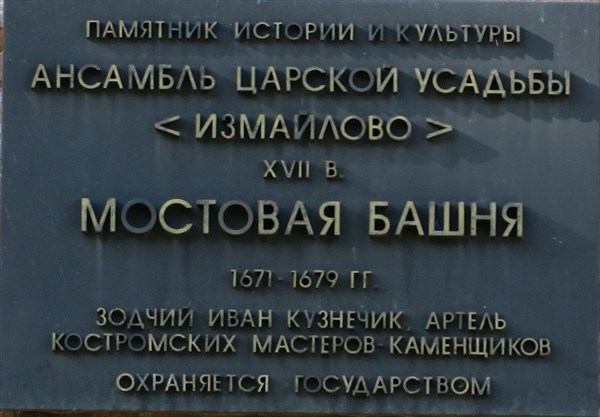 ПАМЯТНИК ИСТОРИИ И КУЛЬТУРЫ
АНСАМБЛЬ ЦАРСКОЙ УСАДЬБЫ
< ИЗМАЙЛОВО >
XVII В.
МОСТОВАЯ БАШНЯ
1671-1679 ГГ.
ЗОДЧИЙ ИВАН КУЗНЕЧИК, АРТЕЛЬ
КОСТРОМСКИХ МАСТЕРОВ-КАМЕНЩИКОВ
ОХРАНЯЕТСЯ ГОСУДАРСТВОМ